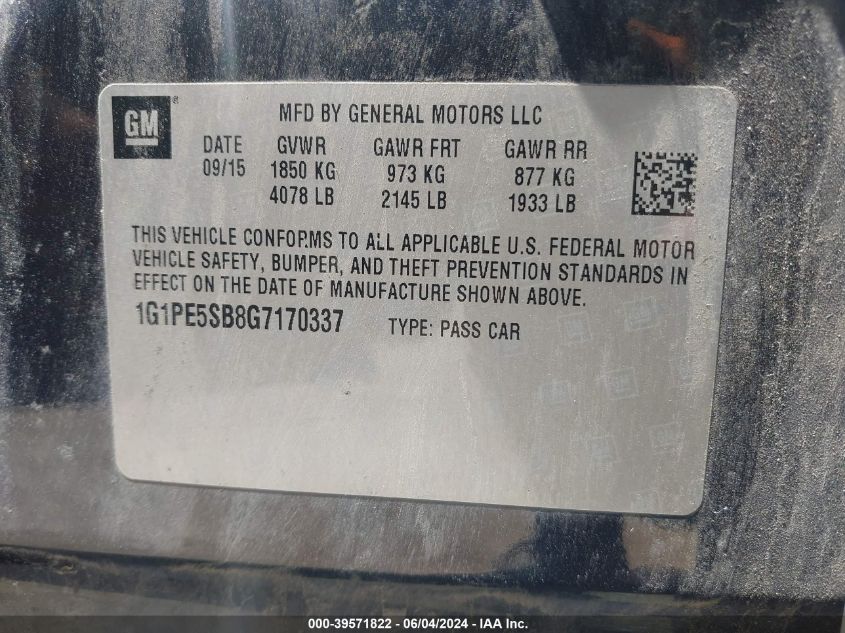 GM®
MFD BY GENERAL MOTORS LLC
DATE GVWR GAWR FRT GAWR RR
09/15 1850 KG 973 KG 877 KG
4078 LB 2145 LB 1933 LB
THIS VEHICLE CONFORMS TO ALL APPLICABLE U.S. FEDERAL MOTOR
VEHICLE SAFETY, BUMPER, AND THEFT PREVENTION STANDARDS IN
EFFECT ON THE DATE OF MANUFACTURE SHOWN ABOVE.
1G1PE5SB8G7170337 TYPE: PASS CAR
000-39571822 - 06/04/2024 - IAA Inc.